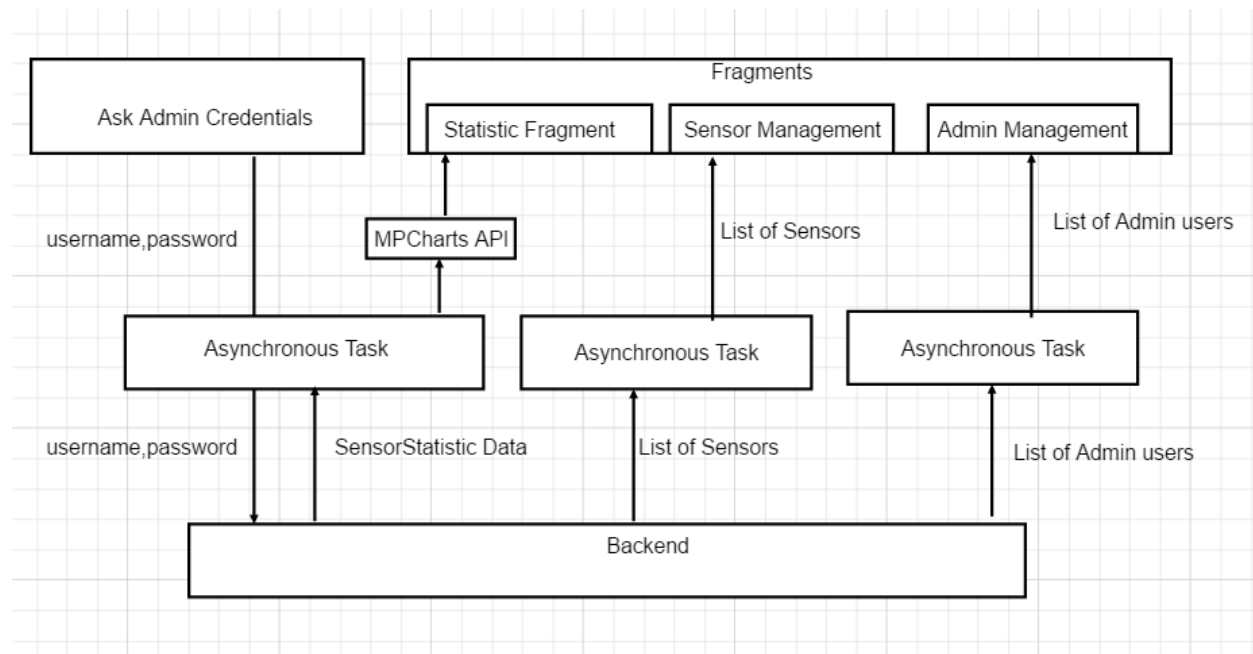 Fragments
Ask Admin Credentials
Statistic Fragment
Sensor Management
Admin Management
username,password
MPCharts API
List of Sensors
List of Admin users
Asynchronous Task
Asynchronous Task
Asynchronous Task
username,password
SensorStatistic Data
List of Sensors
List of Admin users
Backend